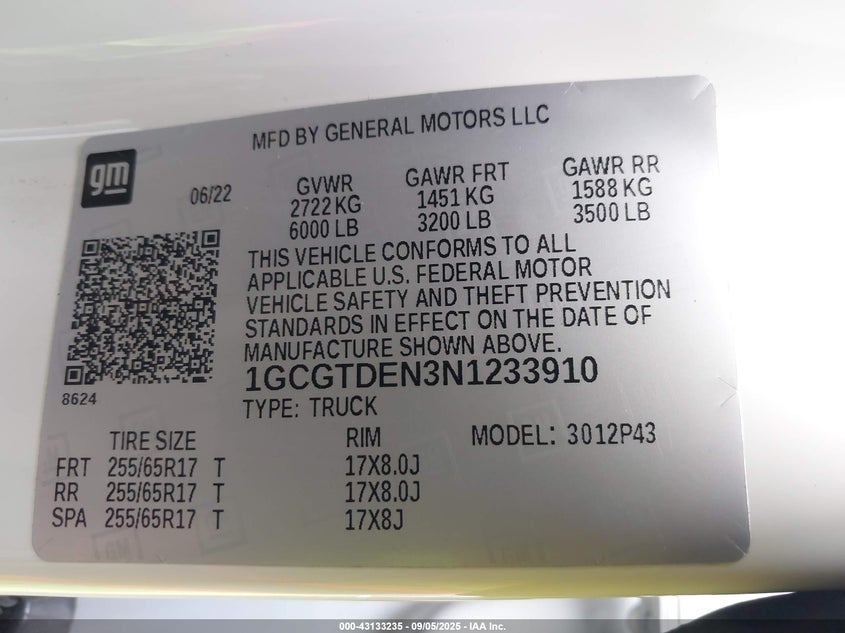 MFD BY GENERAL MOTORS LLC
gm
06/22
GVWR
2722 KG
6000 LB
GAWR FRT
1451 KG
3200 LB
GAWR RR
1588 KG
3500 LB
THIS VEHICLE CONFORMS TO ALL
APPLICABLE U.S. FEDERAL MOTOR
VEHICLE SAFETY AND THEFT PREVENTION
STANDARDS IN EFFECT ON THE DATE OF
MANUFACTURE SHOWN ABOVE.
1GCGTDEN3N1233910
8624
TYPE: TRUCK
TIRE SIZE RIM MODEL: 3012P43
FRT 255/65R17 T 17X8.0J
RR 255/65R17 T 17X8.0J
SPA 255/65R17 T 17X8J
000-43133235 - 09/05/2025 - IAA Inc.